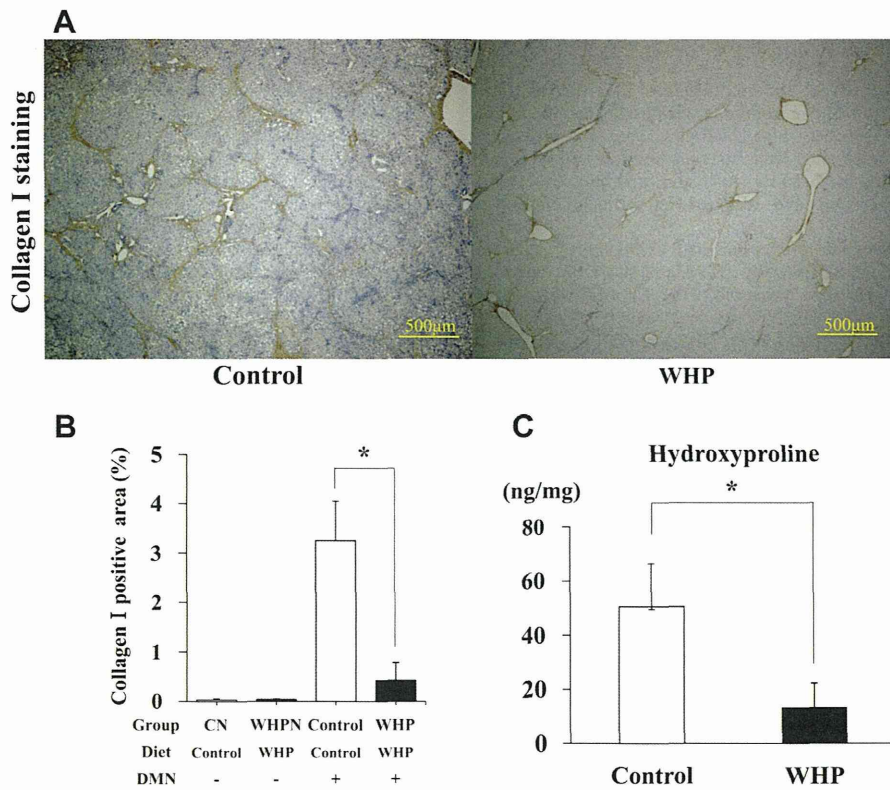 A
Collagen I staining
500μm
500μm
Control
WHP
B
*
Collagen I positive area (%)
5
4
3
2
1
0
Group CN WHPN Control WHP
Diet Control WHP Control WHP
DMN - - + +
C
Hydroxyproline
(ng/mg)
*
80
60
40
20
0
Control WHP